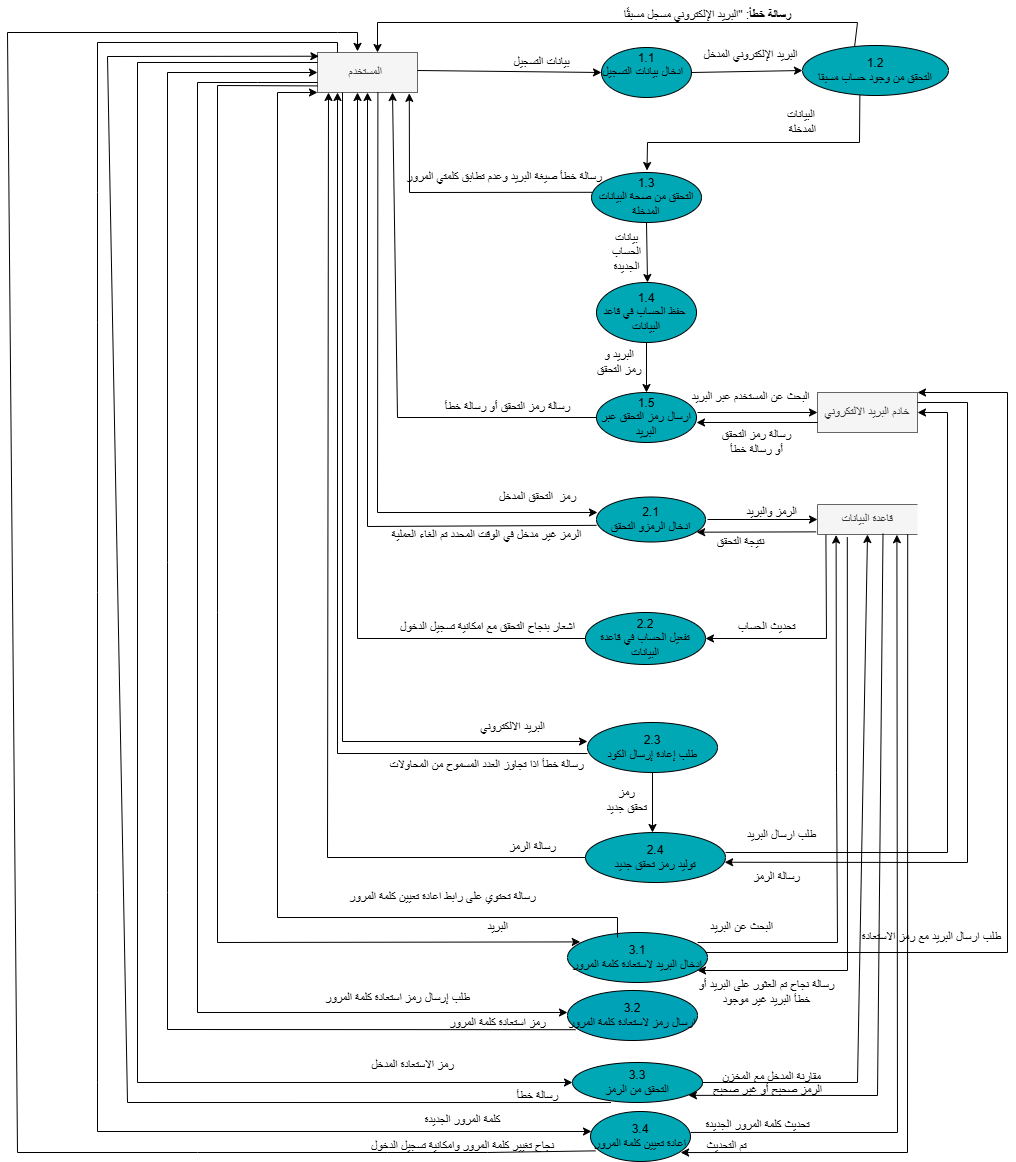 رسالة خطأ: "البريد الإلكتروني مسجل مسبقًا
المستخدم
بيانات التسجيل
1.1
ادخال بيانات التسجيل
البريد الإلكتروني المدخل
1.2
التحقق من وجود حساب مسبقا
البيانات
المدخلة
رسالة خطأ صيغة البريد وعدم تطابق كلمتي المرور
1.3
التحقق من صحة البيانات
المدخلة
بيانات
الحساب
الجديدة
1.4
حفظ الحساب في قاعد
البيانات
البريد و
رمز التحقق
رسالة رمز التحقق أو رسالة خطأ
1.5
ارسال رمز التحقق عبر
البريد
البحث عن المستخدم عبر البريد
خادم البريد الالتكروني
رسالة رمز التحقق
أو رسالة خطأ
رمز التحقق المدخل
2.1
ادخال الرمزو التحقق
الرمز والبريد
قاعدة البيانات
الرمز غير مدخل في الوقت المحدد تم الغاء العملية
نتيجة التحقق
اشعار بنجاح التحقق مع امكانية تسجيل الدخول
2.2
تفعيل الحساب في قاعدة
البيانات
تحديث الحساب
البريد الالكتروني
2.3
طلب إعادة إرسال الكود
رسالة خطأ اذا تجاوز العدد المسموح من المحاولات
رمز
تحقق جديد
رسالة الرمز
2.4
توليد رمز تحقق جديد
طلب ارسال البريد
رسالة الرمز
رسالة تحتوي على رابط اعادة تعيين كلمة المرور
البريد
3.1
ادخال البريد لاستعادة كلمة المرور
البحث عن البريد
طلب ارسال البريد مع رمز الاستعادة
رسالة نجاح تم العثور على البريد أو
خطأ البريد غير موجود
طلب إرسال رمز استعادة كلمة المرور
3.2
ارسال رمز لاستعادة كلمة المرور
رمز استعادة كلمة المرور
رمز الاستعادة المدخل
3.3
التحقق من الرمز
مقارنة المدخل مع المخزن
الرمز صحيح أو غير صحيح
رسالة خطأ
كلمة المرور الجديدة
3.4
إعادة تعيين كلمة المرور
تحديث كلمة المرور الجديدة
تم التحديث
نجاح تغيير كلمة المرور وامكانية تسجيل الدخول